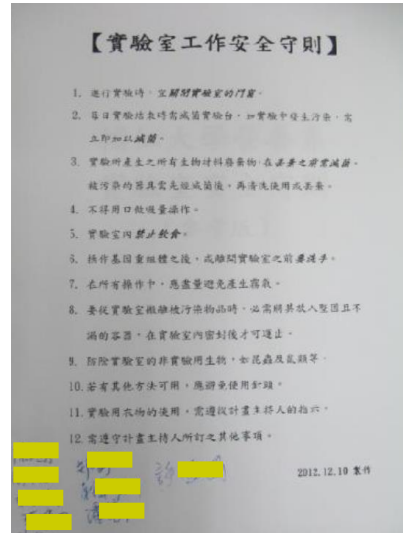 【實驗室工作安全守則】
1. 進行實驗時，宜關閉實驗室的門窗。
2. 每日實驗結束時需滅菌實驗台，如實驗中發生污染，需
立即加以滅菌。
3. 實驗所產生之所有生物材料廢棄物，在丟棄之前需滅菌。
被污染的器具需先經滅菌後，再清洗使用或丟棄。
4. 不得用口做吸量操作。
5. 實驗室內禁止飲食。
6. 操作基因重組體之後，或離開實驗室之前要洗手。
7. 在所有操作中，應盡量避免產生霧氣。
8. 要從實驗室搬離被污染物品時，必需將其放入堅固且不
漏的容器，在實驗室內密封後才可運出。
9. 防除實驗室的非實驗用生物，如昆蟲及鼠類等。
10. 若有其他方法可用，應避免使用針頭。
11. 實驗用衣物的使用，需遵從計畫主持人的指示。
12. 需遵守計畫主持人所訂之其他事項。
許
2012.12.19 製作